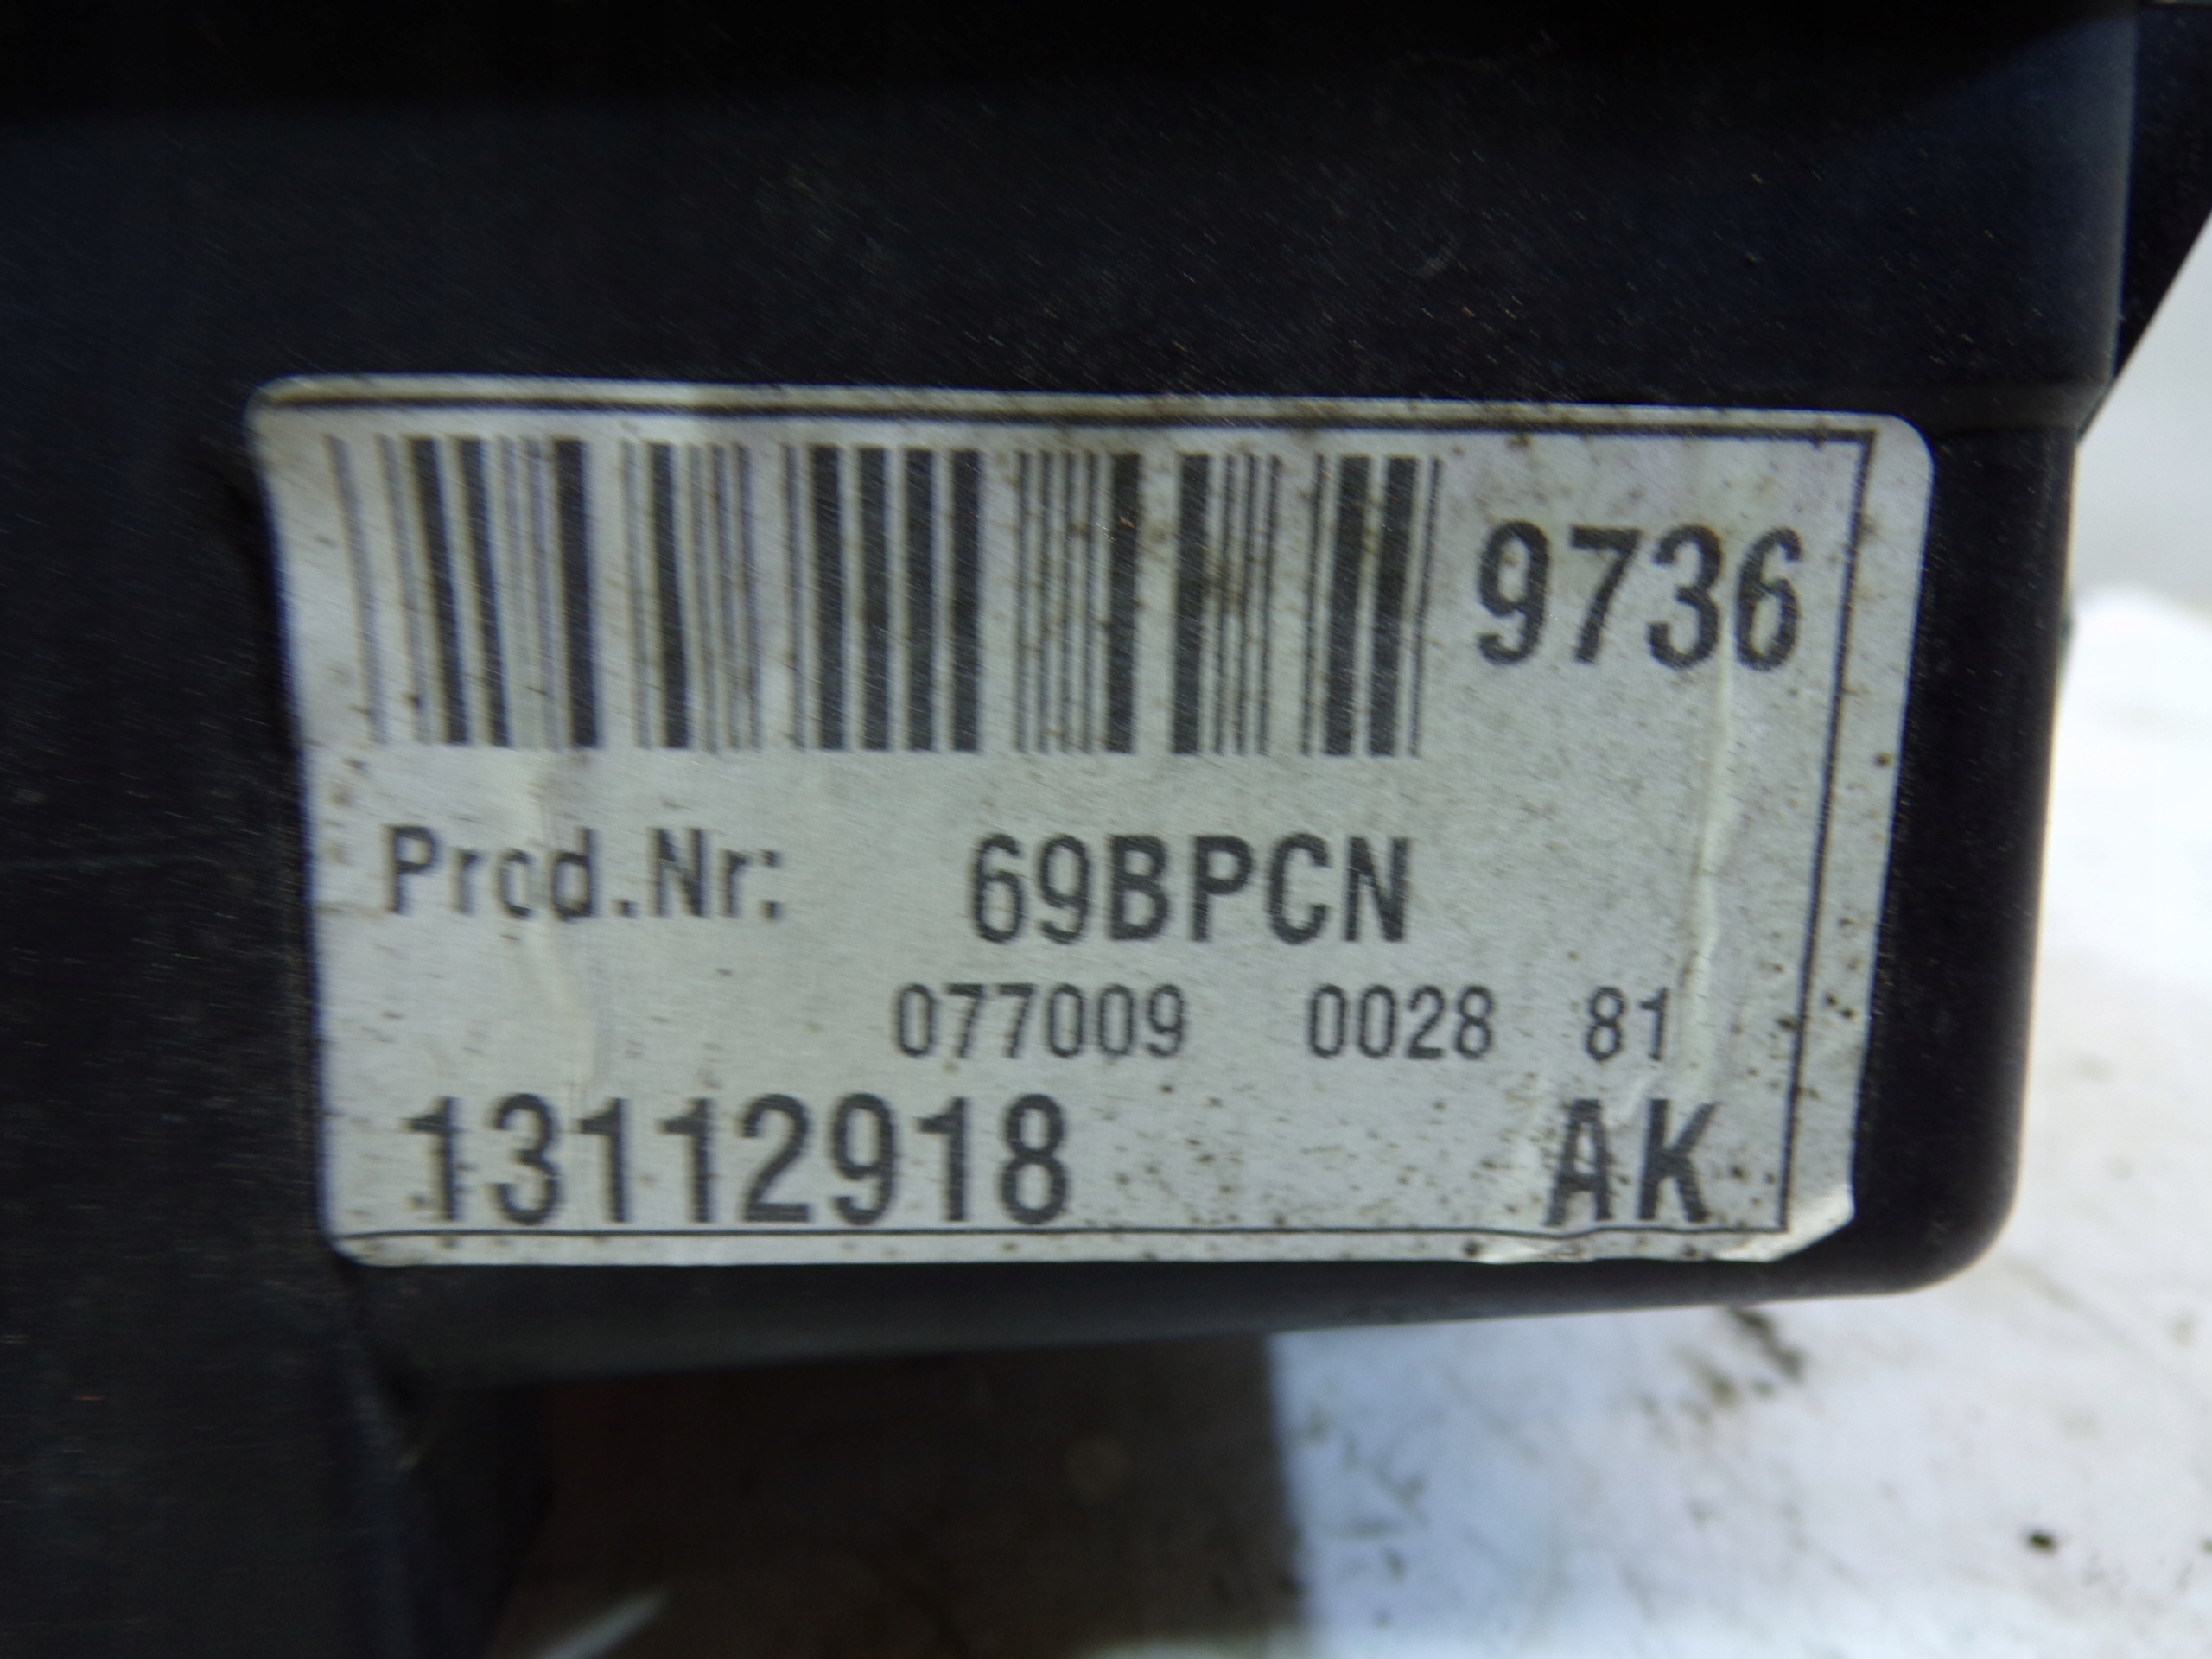 9736
Prod.Nr: 69BPCN
077009 0028 81
13112918 AK